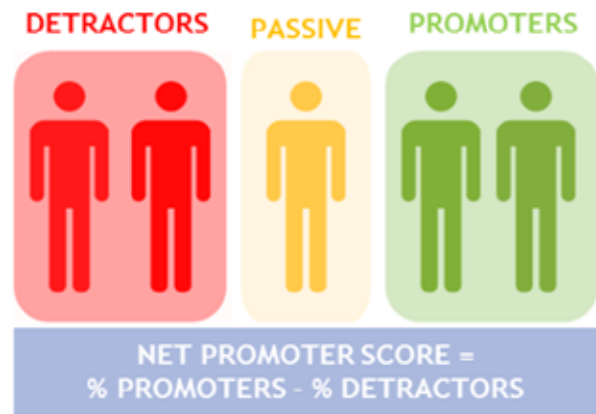 DETRACTORS
PASSIVE
PROMOTERS
NET PROMOTER SCORE =
% PROMOTERS - % DETRACTORS